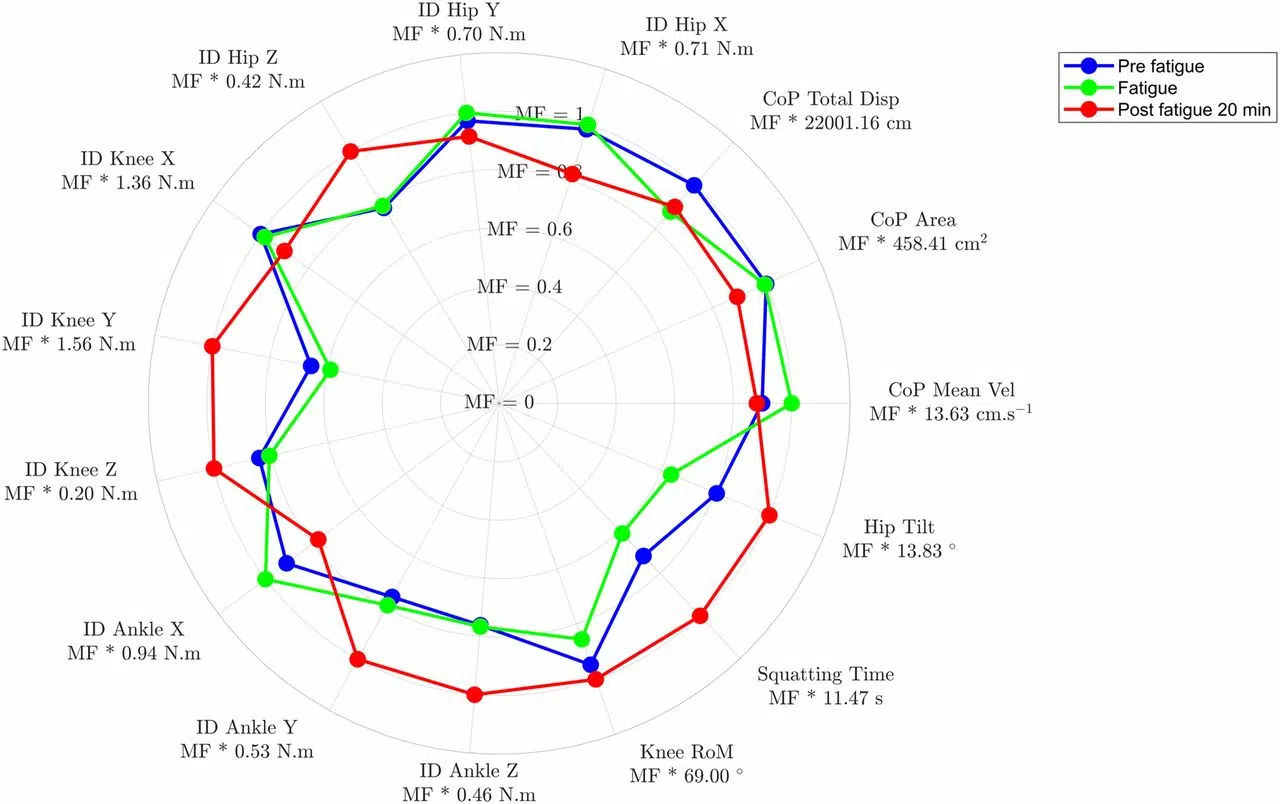 ID Hip Y
MF * 0.70 N.m
ID Hip X
MF * 0.71 N.m
ID Hip Z
MF * 0.42 N.m
CoP Total Disp
MF * 22001.16 cm
ID Knee X
MF * 1.36 N.m
CoP Area
MF * 458.41 cm²
ID Knee Y
MF * 1.56 N.m
CoP Mean Vel
MF * 13.63 cm.s⁻¹
ID Knee Z
MF * 0.20 N.m
Hip Tilt
MF * 13.83 °
ID Ankle X
MF * 0.94 N.m
Squatting Time
MF * 11.47 s
ID Ankle Y
MF * 0.53 N.m
Knee RoM
MF * 69.00 °
ID Ankle Z
MF * 0.46 N.m
MF = 1
MF = 0.8
MF = 0.6
MF = 0.4
MF = 0.2
MF = 0
Pre fatigue
Fatigue
Post fatigue 20 min